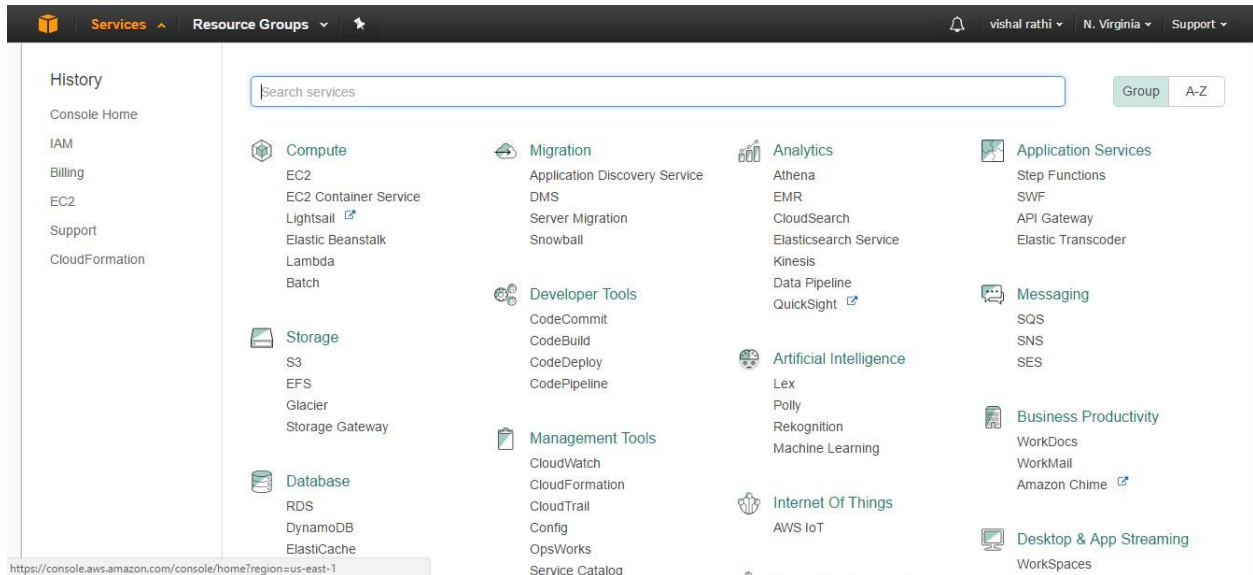 Services
Resource Groups
vishal rathi
N. Virginia
Support
History
Console Home
IAM
Billing
EC2
Support
CloudFormation
Search services
Group
A-Z
Compute
EC2
EC2 Container Service
Lightsail
Elastic Beanstalk
Lambda
Batch
Storage
S3
EFS
Glacier
Storage Gateway
Database
RDS
DynamoDB
ElastiCache
Migration
Application Discovery Service
DMS
Server Migration
Snowball
Developer Tools
CodeCommit
CodeBuild
CodeDeploy
CodePipeline
Management Tools
CloudWatch
CloudFormation
CloudTrail
Config
OpsWorks
Service Catalog
Analytics
Athena
EMR
CloudSearch
Elasticsearch Service
Kinesis
Data Pipeline
QuickSight
Artificial Intelligence
Lex
Polly
Rekognition
Machine Learning
Internet Of Things
AWS IoT
Application Services
Step Functions
SWF
API Gateway
Elastic Transcoder
Messaging
SQS
SNS
SES
Business Productivity
WorkDocs
WorkMail
Amazon Chime
Desktop & App Streaming
WorkSpaces
https://console.aws.amazon.com/console/home?region=us-east-1